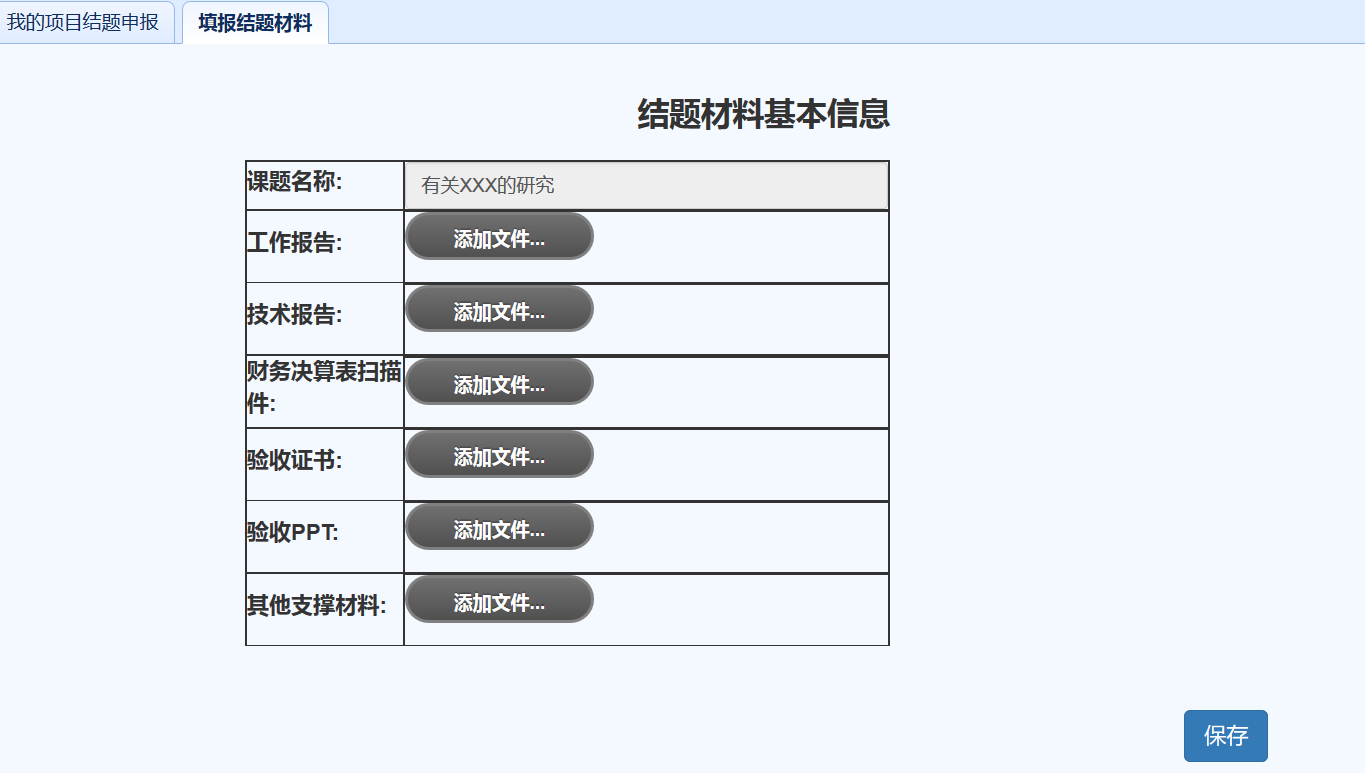 我的项目结题申报
填报结题材料
结题材料基本信息
课题名称:
有关XXX的研究
工作报告:
添加文件...
技术报告:
添加文件...
财务决算表扫描
件:
添加文件...
验收证书:
添加文件...
验收PPT:
添加文件...
其他支撑材料:
添加文件...
保存